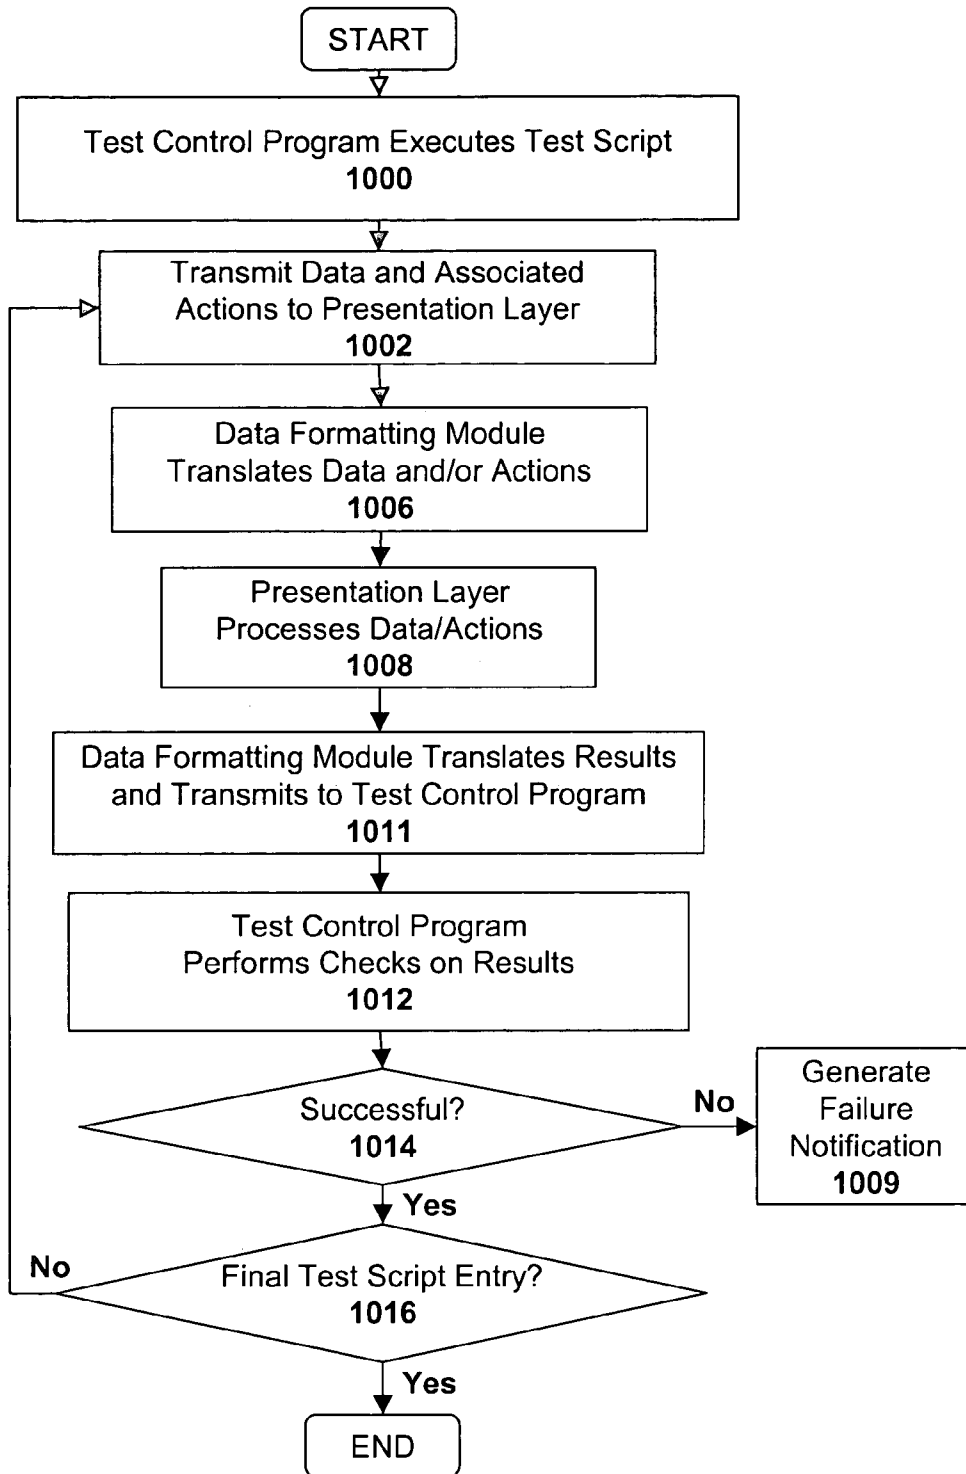 START
Test Control Program Executes Test Script
1000
Transmit Data and Associated
Actions to Presentation Layer
1002
Data Formatting Module
Translates Data and/or Actions
1006
Presentation Layer
Processes Data/Actions
1008
Data Formatting Module Translates Results
and Transmits to Test Control Program
1011
Test Control Program
Performs Checks on Results
1012
Successful?
1014
No
Generate
Failure
Notification
1009
Yes
Final Test Script Entry?
1016
No
Yes
END